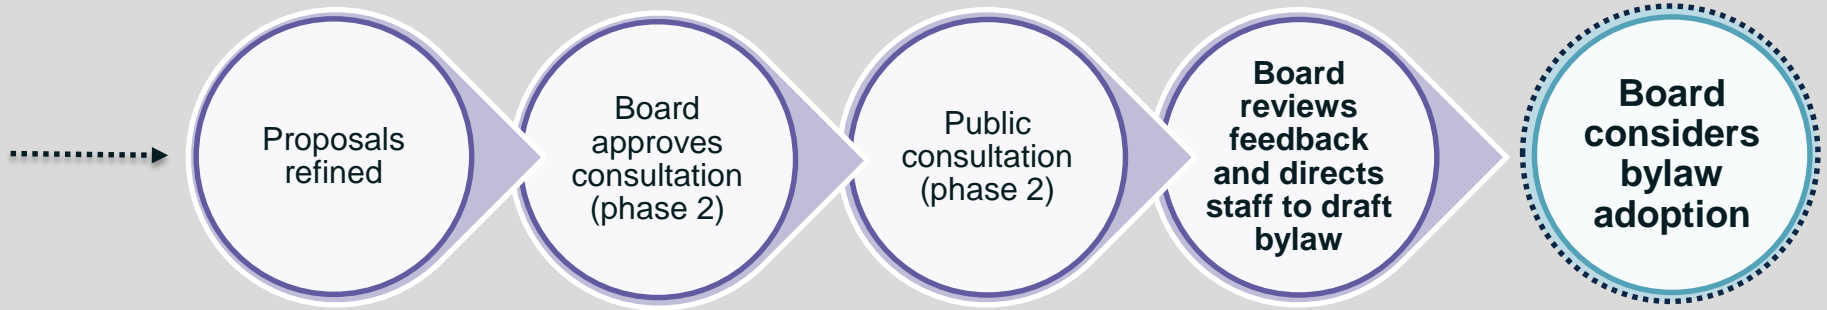 Proposals
refined
Board
approves
consultation
(phase 2)
Public
consultation
(phase 2)
Board
reviews
feedback
and directs
staff to draft
bylaw
Board
considers
bylaw
adoption